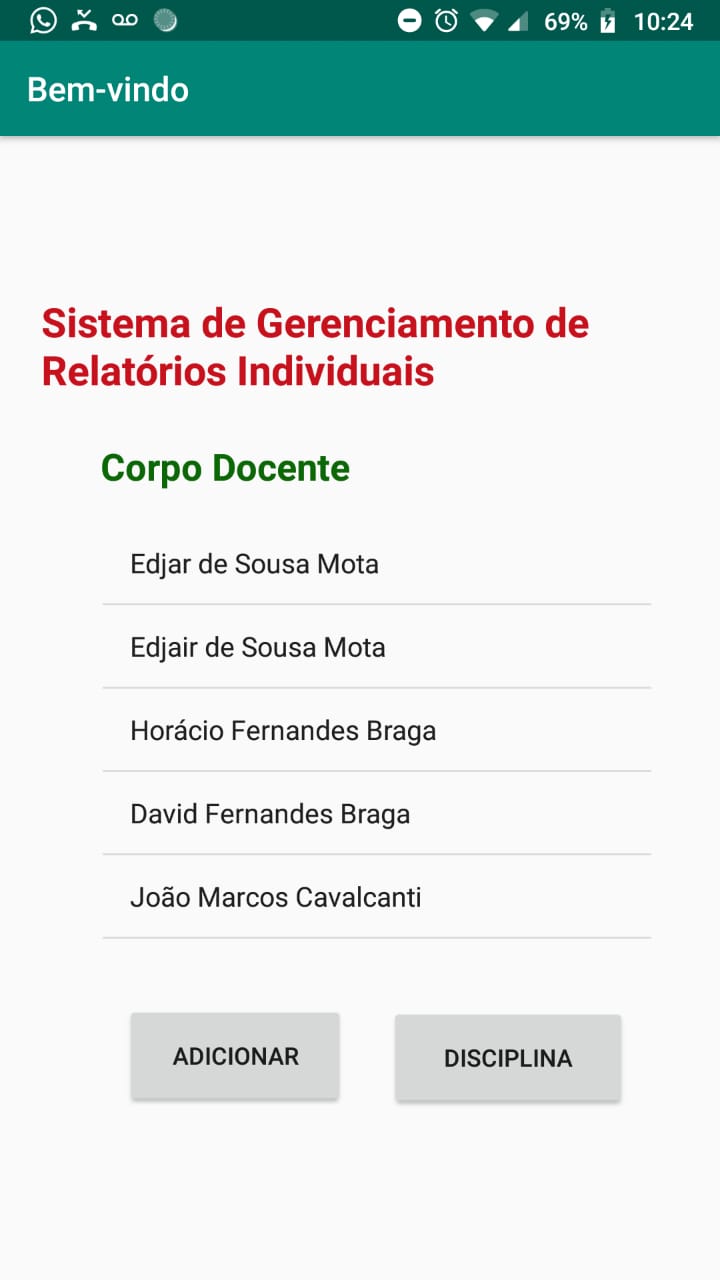 69% 10:24
Bem-vindo
Sistema de Gerenciamento de
Relatórios Individuais
Corpo Docente
Edjar de Sousa Mota
Edjair de Sousa Mota
Horácio Fernandes Braga
David Fernandes Braga
João Marcos Cavalcanti
ADICIONAR DISCIPLINA